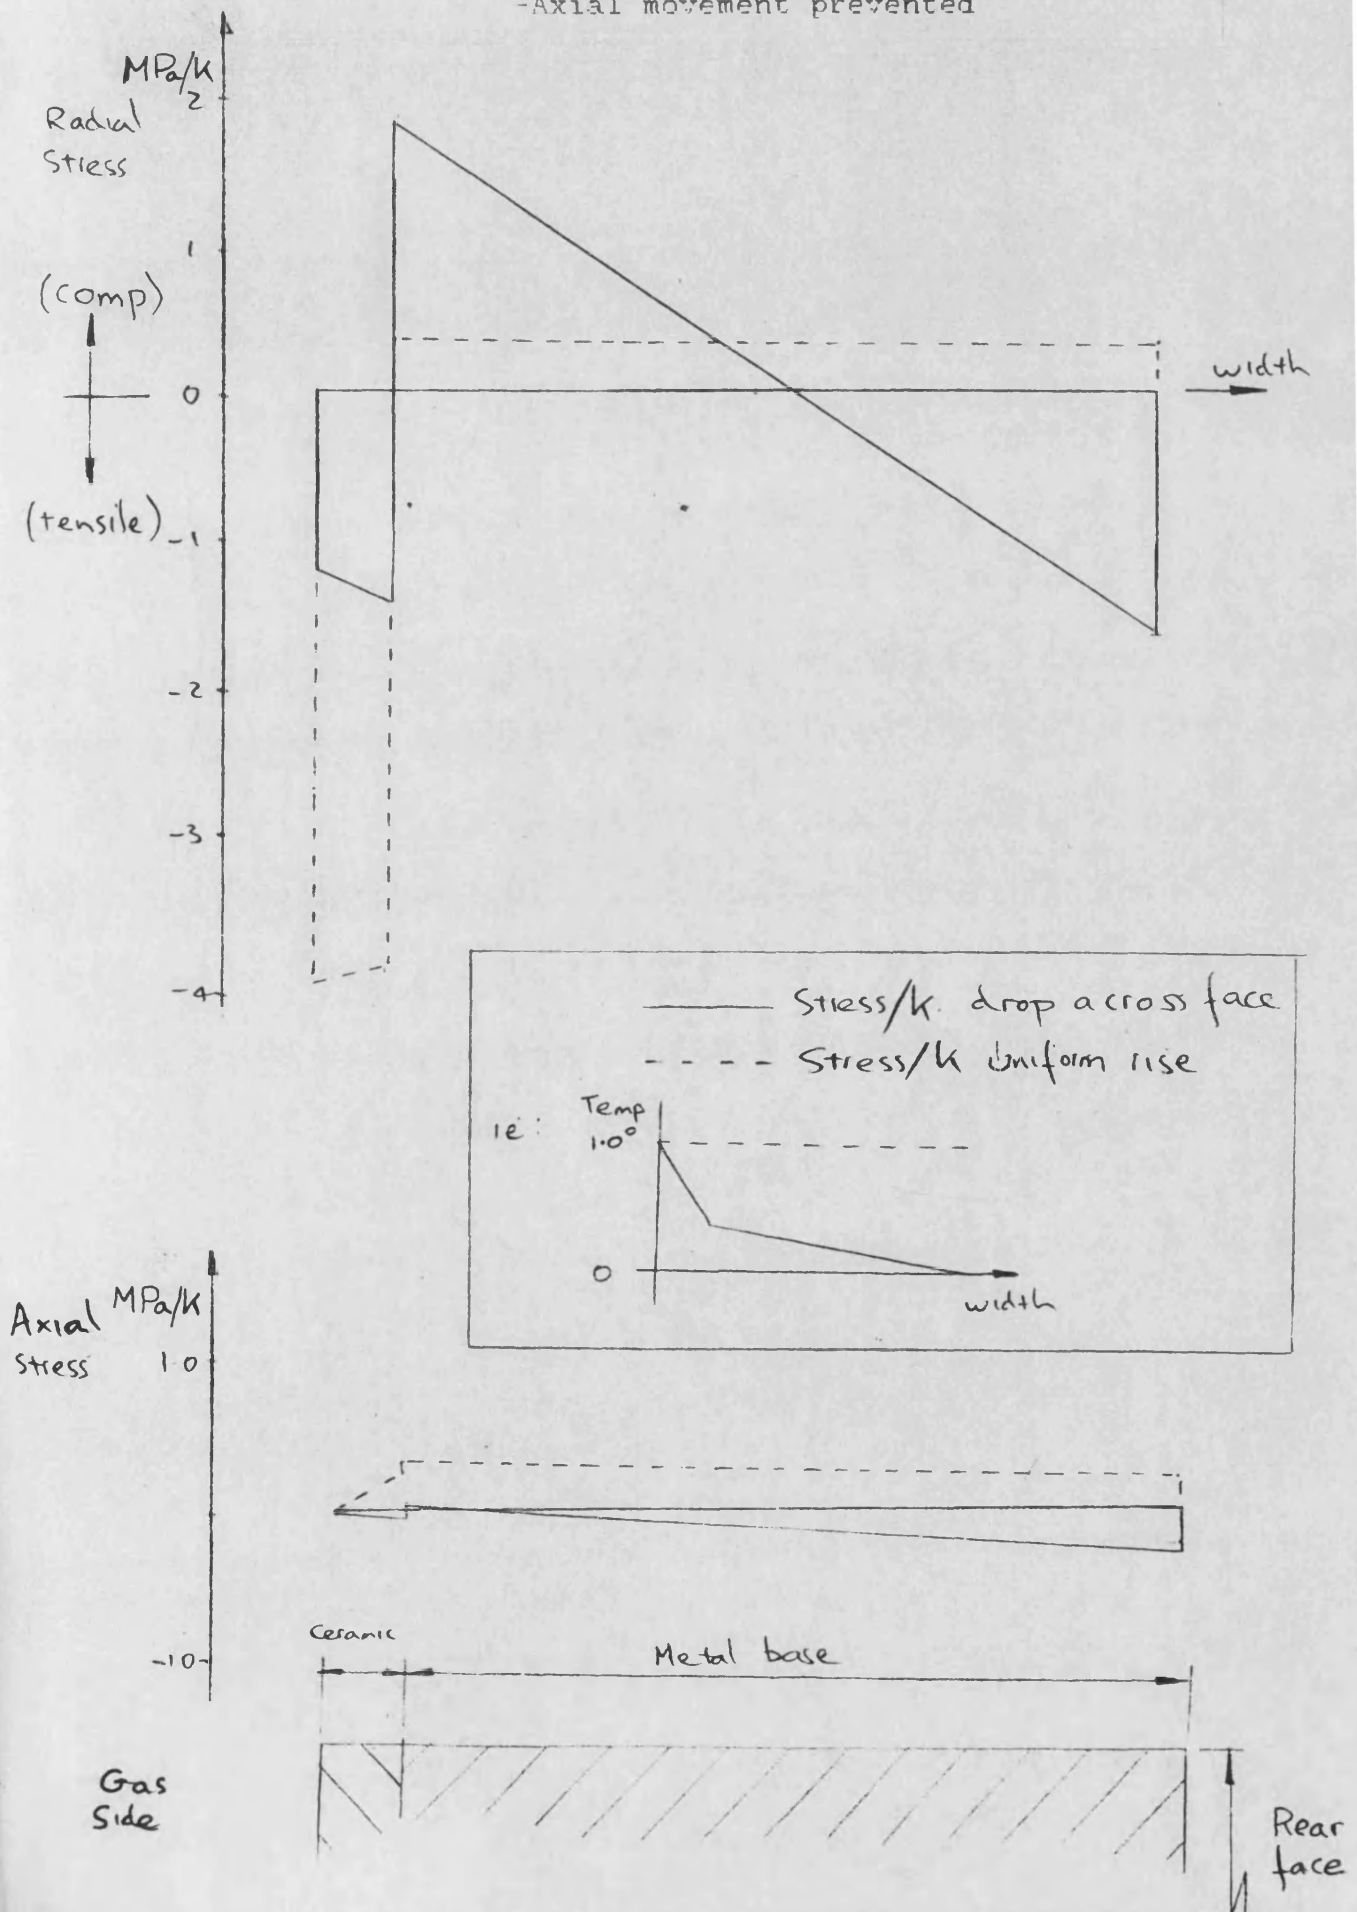 -Axial movement prevented
MPa/K
2
Radial
Stress
1
(comp)
0
width
(tensile)
-1
-2
-3
-4
Stress/K. drop across face
Stress/K Uniform rise
ie:
Temp
1.0°
0
width
Axial
Stress
MPa/K
1.0
-1.0
Ceramic
Metal base
Gas
Side
Rear
face